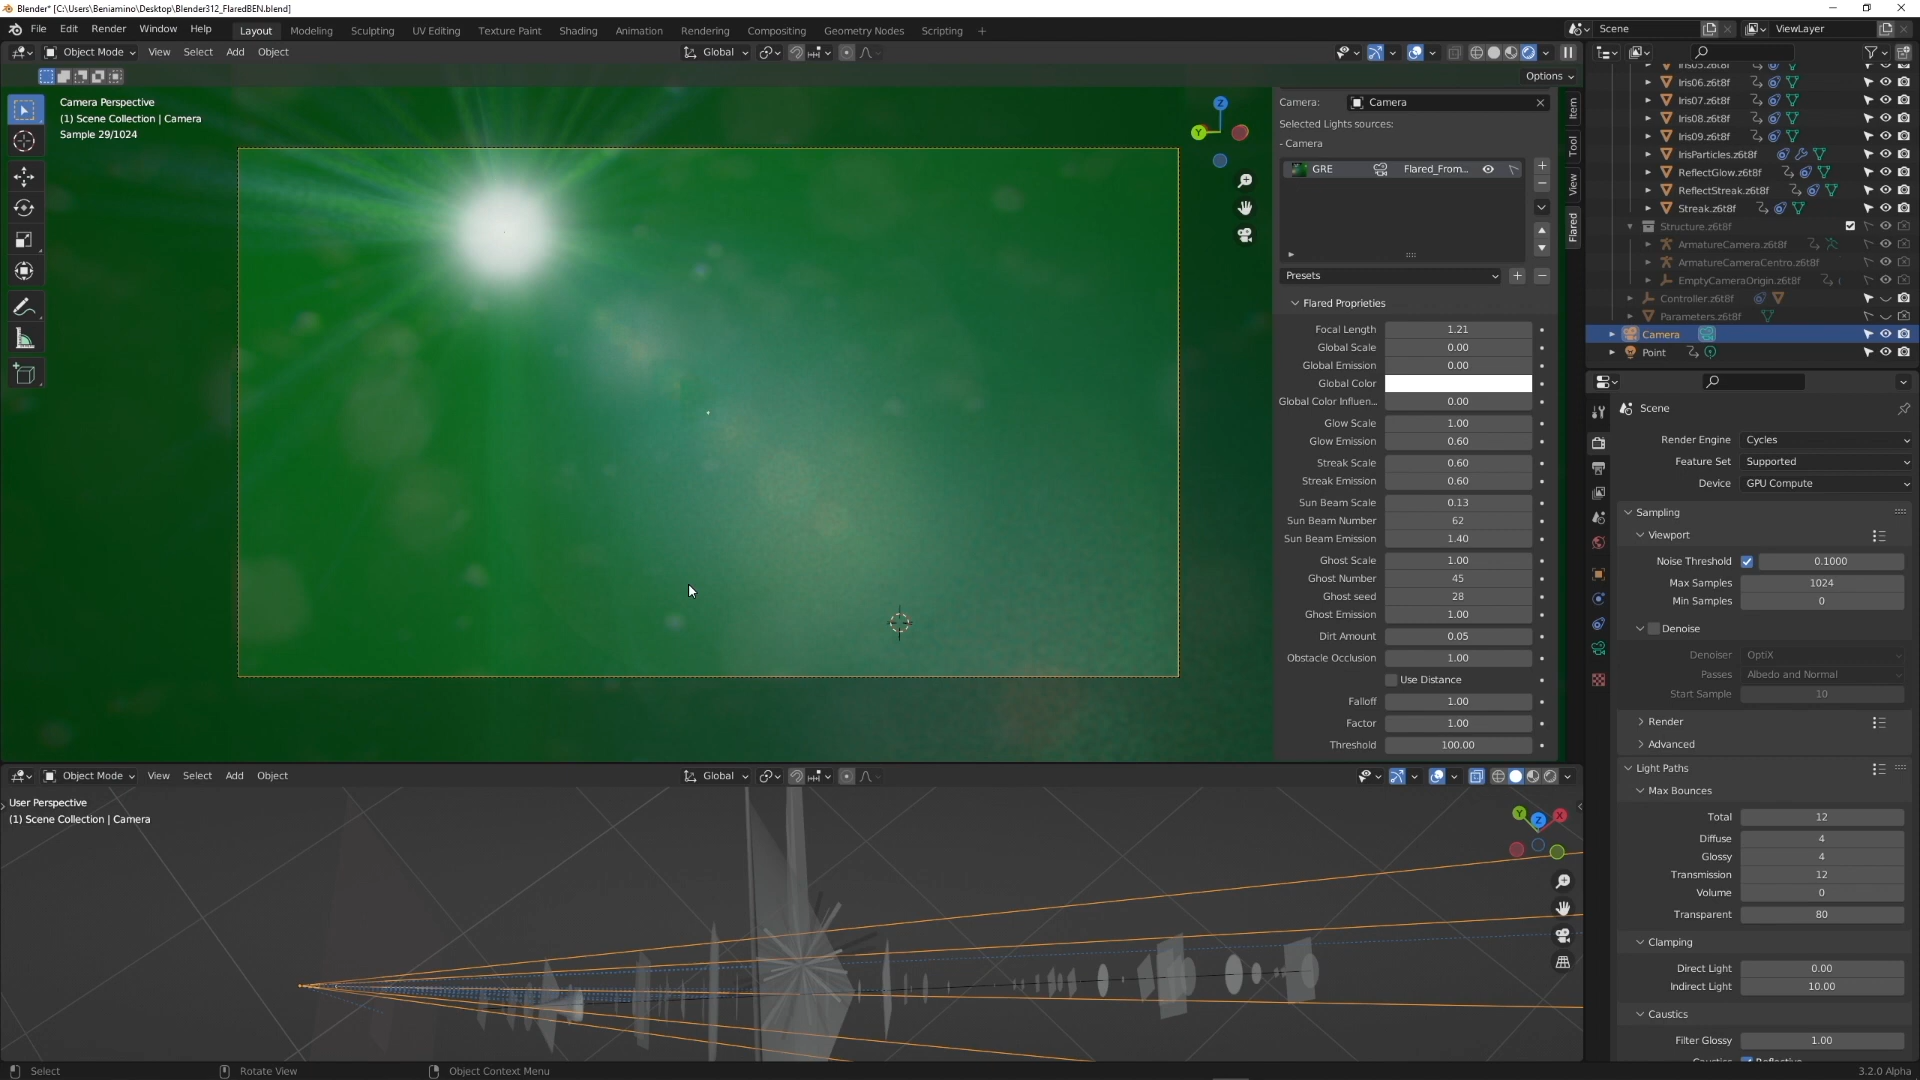 Blender* [C:\Users\Beniamino\Desktop\Blender312_FlaredBEN.blend]
File Edit Render Window Help Layout Modeling Sculpting UV Editing Texture Paint Shading Animation Rendering Compositing Geometry Nodes Scripting + Scene ViewLayer
Object Mode View Select Add Object Global
Options
Camera Perspective
(1) Scene Collection | Camera
Sample 29/1024
Z
Y
Camera: Camera
Selected Lights sources:
- Camera
GRE Flared_From...
Presets
Flared Proprieties
Focal Length 1.21
Global Scale 0.00
Global Emission 0.00
Global Color
Global Color Influen... 0.00
Glow Scale 1.00
Glow Emission 0.60
Streak Scale 0.60
Streak Emission 0.60
Sun Beam Scale 0.13
Sun Beam Number 62
Sun Beam Emission 1.40
Ghost Scale 1.00
Ghost Number 45
Ghost seed 28
Ghost Emission 1.00
Dirt Amount 0.05
Obstacle Occlusion 1.00
Use Distance
Falloff 1.00
Factor 1.00
Threshold 100.00
Item
Tool
View
Flared
Iris05.z6t8f
Iris06.z6t8f
Iris07.z6t8f
Iris08.z6t8f
Iris09.z6t8f
IrisParticles.z6t8f
ReflectGlow.z6t8f
ReflectStreak.z6t8f
Streak.z6t8f
Structure.z6t8f
ArmatureCamera.z6t8f
ArmatureCameraCentro.z6t8f
EmptyCameraOrigin.z6t8f
Controller.z6t8f
Parameters.z6t8f
Camera
Point
Scene
Render Engine Cycles
Feature Set Supported
Device GPU Compute
Sampling
Viewport
Noise Threshold 0.1000
Max Samples 1024
Min Samples 0
Denoise
Denoiser OptiX
Passes Albedo and Normal
Start Sample 10
Render
Advanced
Light Paths
Max Bounces
Total 12
Diffuse 4
Glossy 4
Transmission 12
Volume 0
Transparent 80
Clamping
Direct Light 0.00
Indirect Light 10.00
Caustics
Filter Glossy 1.00
Caustics Reflective
Object Mode View Select Add Object Global
User Perspective
(1) Scene Collection | Camera
Y Z X
Select Rotate View Object Context Menu 3.2.0 Alpha